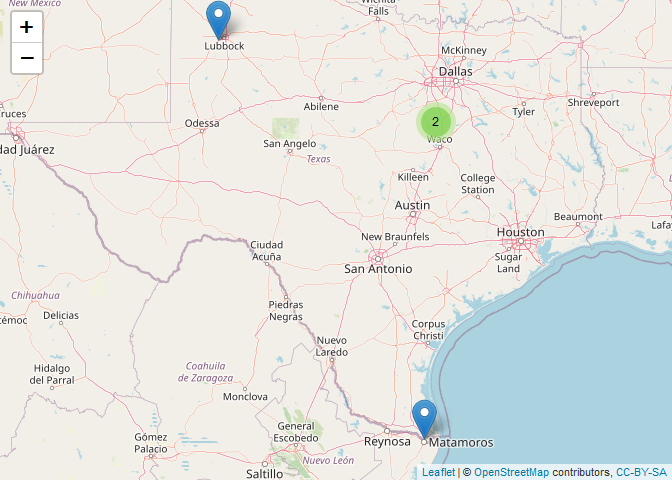 New Mexico
+
−
Lubbock
Wichita
Falls
McKinney
Dallas
Abilene
Tyler
Shreveport
Odessa
2
Waco
San Angelo
Texas
dad Juárez
Killeen
College
Station
Austin
Beaumont
Houston
New Braunfels
Ciudad
Acuña
San Antonio
Sugar
Land
Chihuahua
Piedras
Negras
Delicias
Corpus
Christi
Nuevo
Laredo
Hidalgo
del Parral
Coahuila
de Zaragoza
Monclova
General
Escobedo
Gómez
Palacio
Reynosa
Matamoros
Nuevo León
Saltillo
Leaflet | © OpenStreetMap contributors, CC-BY-SA